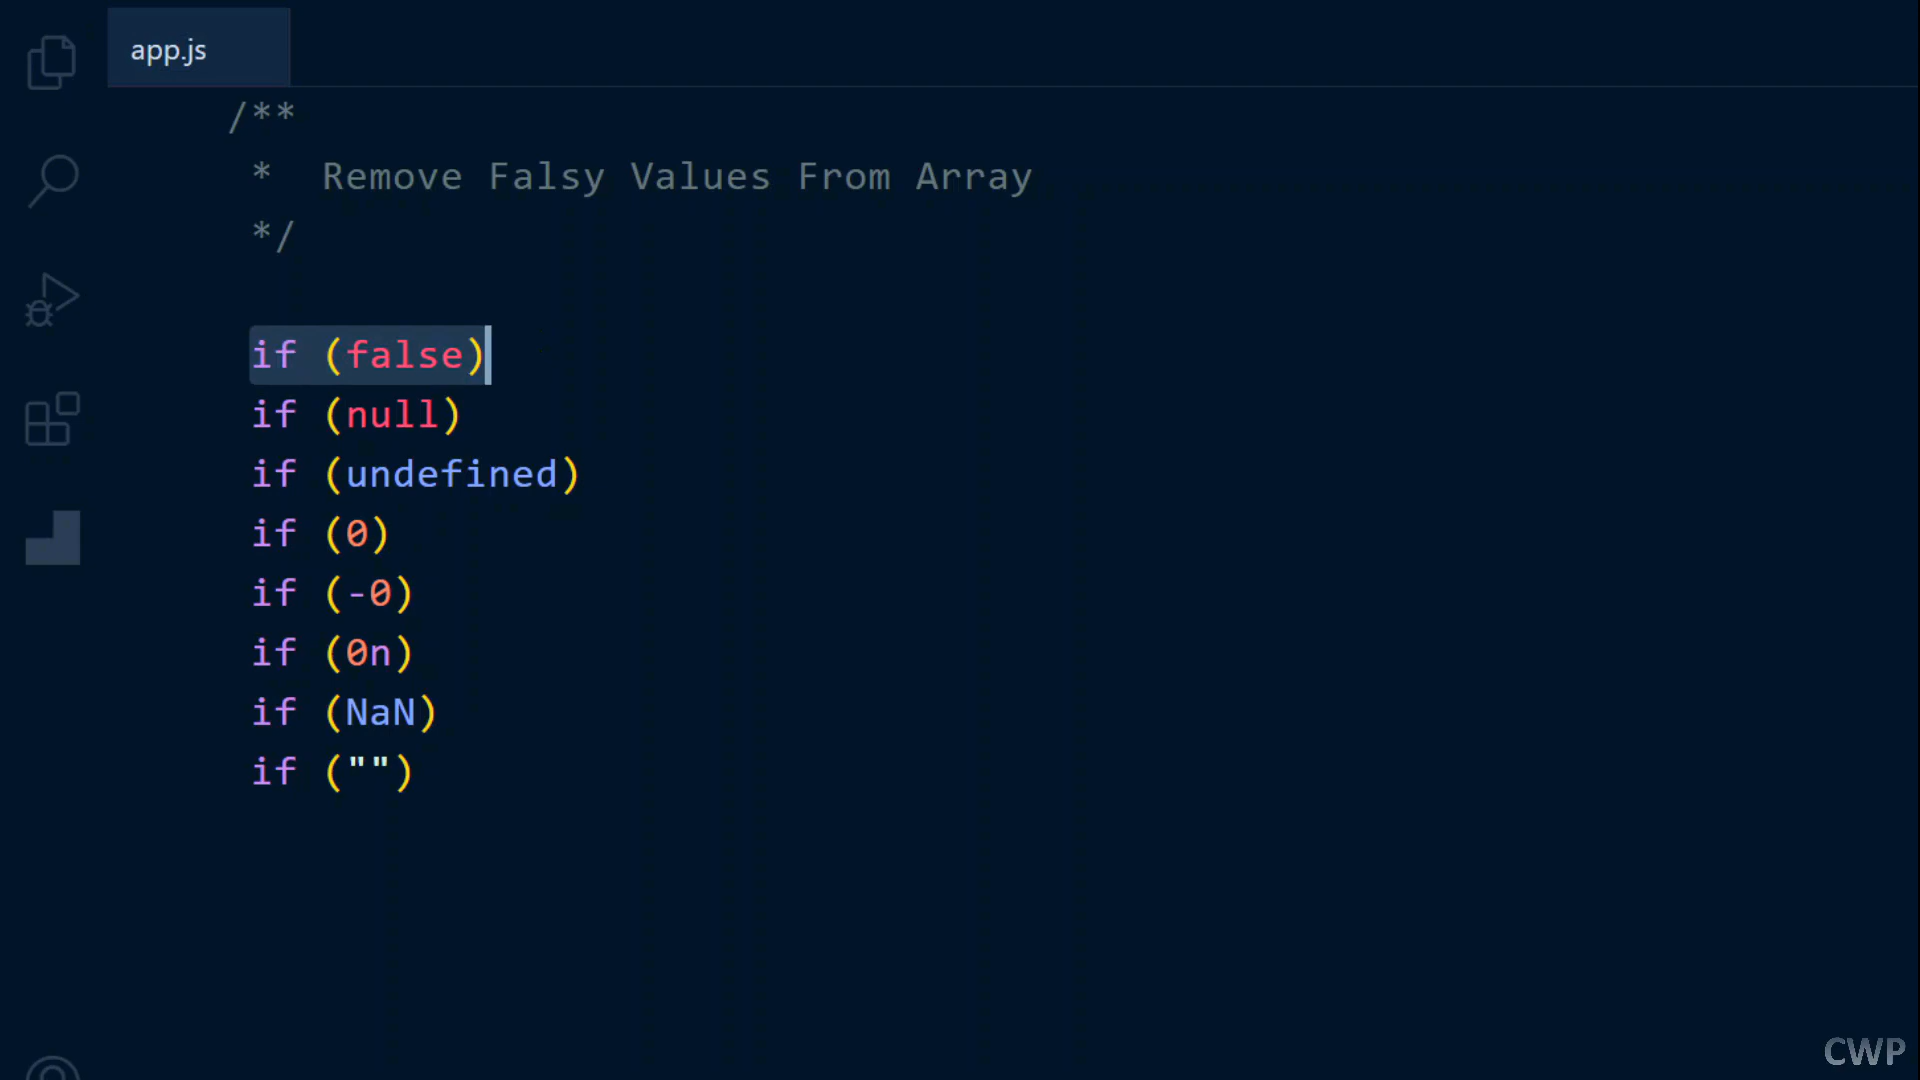 app.js
/**
*  Remove Falsy Values From Array
*/
if (false)
if (null)
if (undefined)
if (0)
if (-0)
if (0n)
if (NaN)
if ("")
CWP